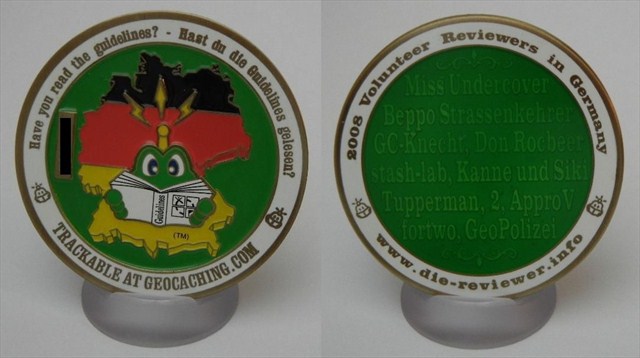 Have you read the guidelines? - Hast du die Guidelines gelesen?
Guidelines
(TM)
TRACKABLE AT GEOCACHING.COM
2008 Volunteer Reviewers in Germany
Miss Undercover
Beppo Strassenkehrer
GC-Knecht, Don Rocbeer
stash-lab, Kanne und Siki
Tupperman, 2. ApproV
fortwo, GeoPolizei
www.die-reviewer.info